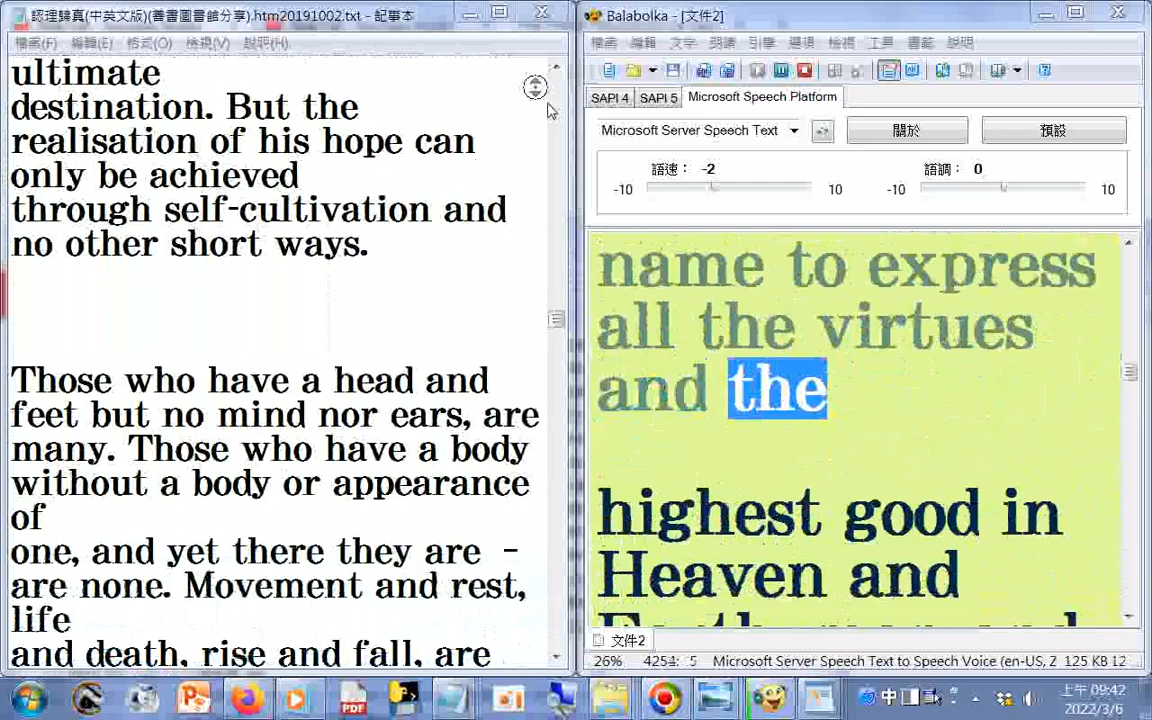 認理歸真(中英文版)(善書圖書館分享).htm20191002.txt - 記事本
檔案(F) 編輯(E) 格式(O) 檢視(V) 說明(H)
ultimate
destination. But the
realisation of his hope can
only be achieved
through self-cultivation and
no other short ways.
Those who have a head and
feet but no mind nor ears, are
many. Those who have a body
without a body or appearance
of
one, and yet there they are －
are none. Movement and rest,
life
and death, rise and fall, are
Balabolka - [文件2]
檔案 編輯 文字 朗讀 引擎 選項 檢視 工具 書籤 說明
SAPI 4 SAPI 5 Microsoft Speech Platform
Microsoft Server Speech Text 關於 預設
語速： -2 語調： 0
-10 10 -10 10
name to express
all the virtues
and the
highest good in
Heaven and
文件2
26% 4254: 5 Microsoft Server Speech Text to Speech Voice (en-US, Z 125 KB 12
中 上午 09:42
2022/3/6